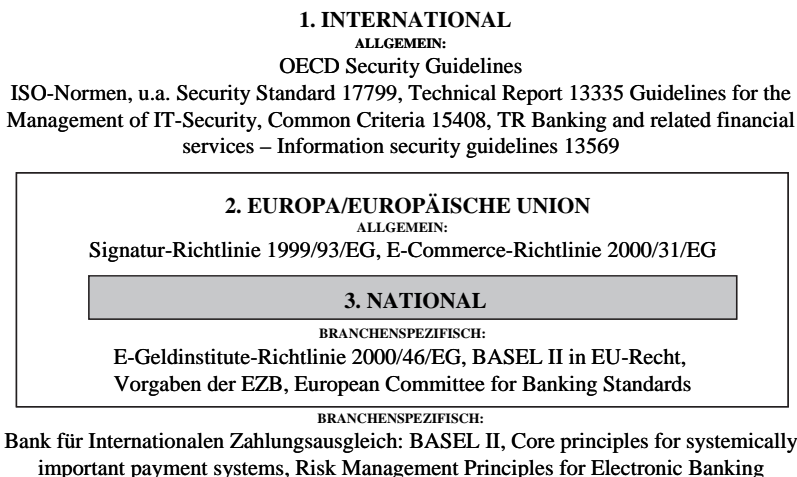 1. INTERNATIONAL
ALLGEMEIN:
OECD Security Guidelines
ISO-Normen, u.a. Security Standard 17799, Technical Report 13335 Guidelines for the
Management of IT-Security, Common Criteria 15408, TR Banking and related financial
services – Information security guidelines 13569
2. EUROPA/EUROPÄISCHE UNION
ALLGEMEIN:
Signatur-Richtlinie 1999/93/EG, E-Commerce-Richtlinie 2000/31/EG
3. NATIONAL
BRANCHENSPEZIFISCH:
E-Geldinstitute-Richtlinie 2000/46/EG, BASEL II in EU-Recht,
Vorgaben der EZB, European Committee for Banking Standards
BRANCHENSPEZIFISCH:
Bank für Internationalen Zahlungsausgleich: BASEL II, Core principles for systemically
important payment systems, Risk Management Principles for Electronic Banking